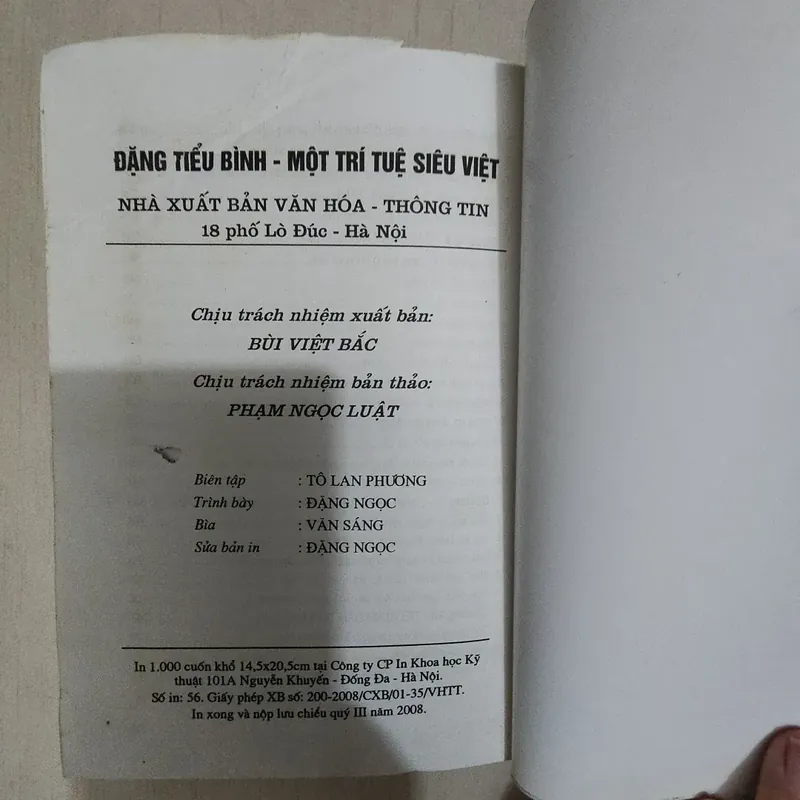 ĐẶNG TIỂU BÌNH - MỘT TRÍ TUỆ SIÊU VIỆT
NHÀ XUẤT BẢN VĂN HÓA - THÔNG TIN
18 phố Lò Đúc - Hà Nội
Chịu trách nhiệm xuất bản:
BÙI VIỆT BẮC
Chịu trách nhiệm bản thảo:
PHẠM NGỌC LUẬT
Biên tập : TÔ LAN PHƯƠNG
Trình bày : ĐẶNG NGỌC
Bìa : VĂN SÁNG
Sửa bản in : ĐẶNG NGỌC
In 1.000 cuốn khổ 14,5x20,5cm tại Công ty CP In Khoa học Kỹ
thuật 101A Nguyễn Khuyến - Đống Đa - Hà Nội.
Số in: 56. Giấy phép XB số: 200-2008/CXB/01-35/VHTT.
In xong và nộp lưu chiểu quý III năm 2008.